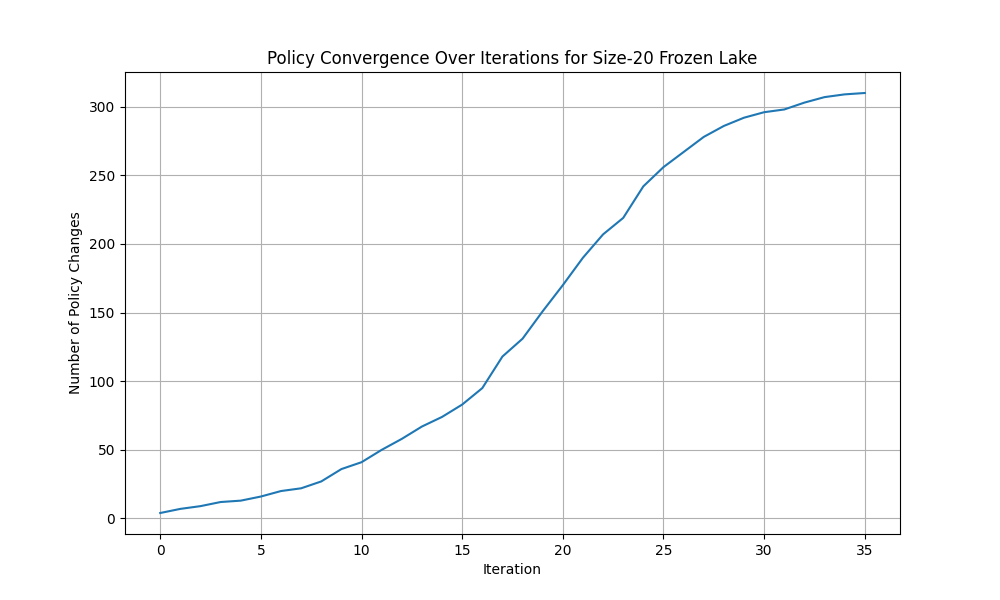 Policy Convergence Over Iterations for Size-20 Frozen Lake
Number of Policy Changes
300
250
200
150
100
50
0
0 5 10 15 20 25 30 35
Iteration